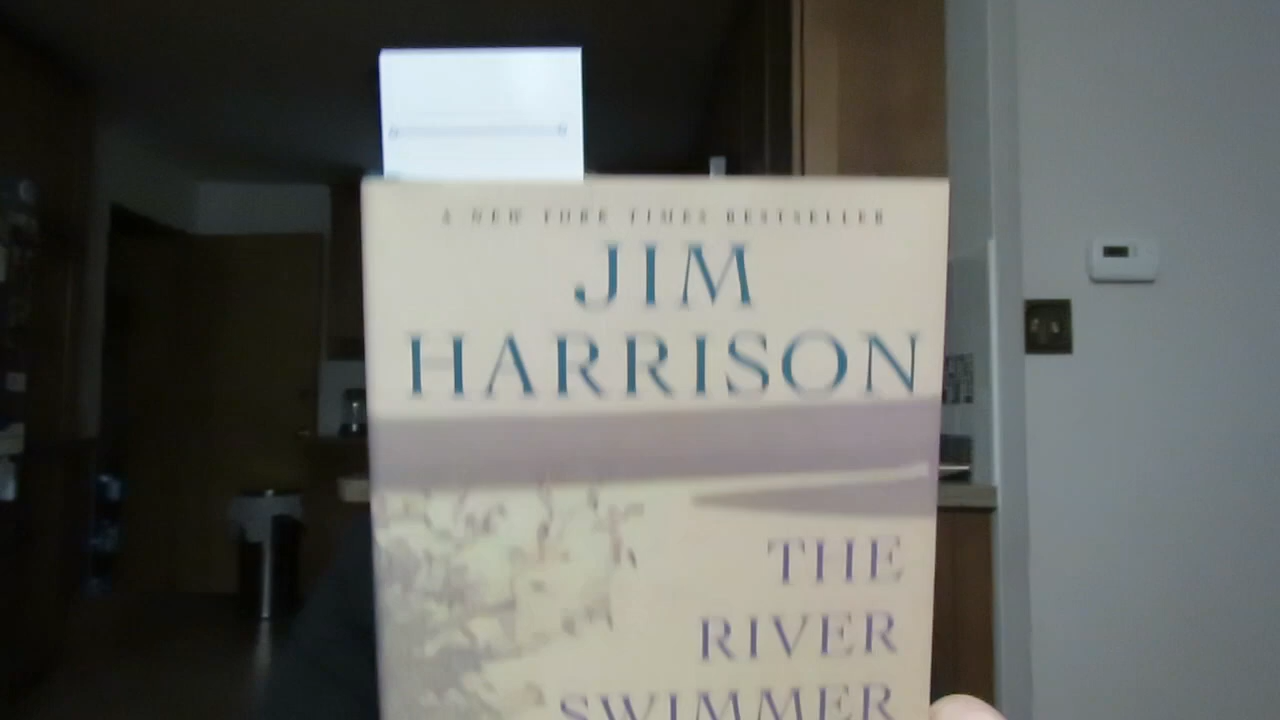 A NEW YORK TIMES BESTSELLER
JIM
HARRISON
THE
RIVER
SWIMMER